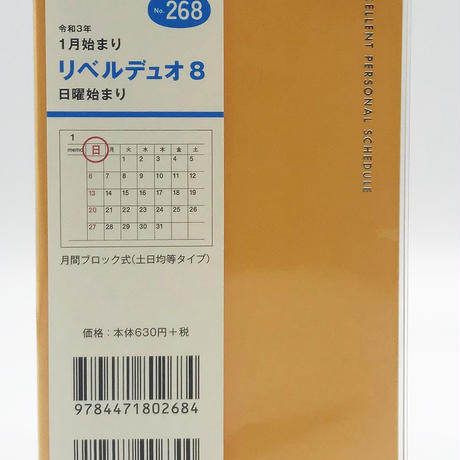 No. 268
令和3年
1月始まり
リベルデュオ8
日曜始まり
1
memo 日 月 火 水 木 金 土
1 2 3 4 5
6 7 8 9 10 11 12
13 14 15 16 17 18 19
20 21 22 23 24 25 26
27 28 29 30 31
月間ブロック式(土日均等タイプ)
価格:本体630円+税
9784471802684
ELLENT PERSONAL SCHEDULE